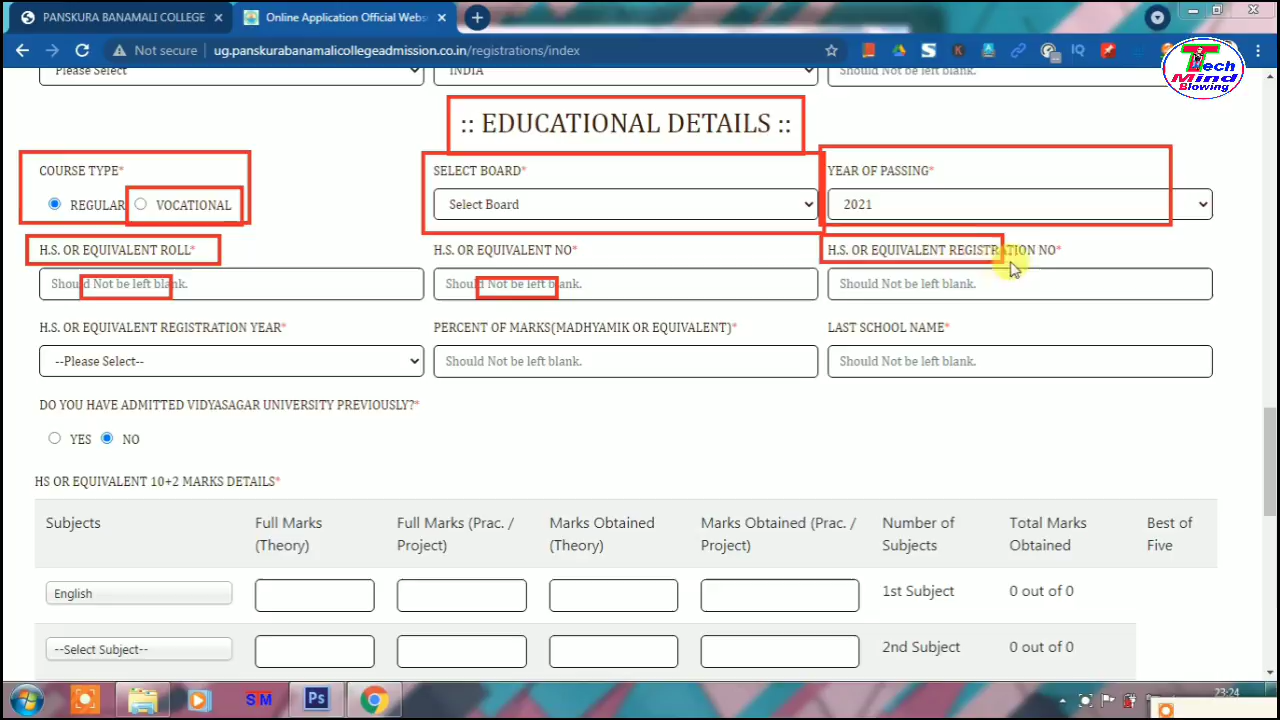 PANSKURA BANAMALI COLLEGE
Online Application Official Webs
Not secure
ug.panskurabanamalicollegeadmission.co.in/registrations/index
Tech
Mind
Blowing
Please Select
INDIA
Should Not be left blank.
:: EDUCATIONAL DETAILS ::
COURSE TYPE*
SELECT BOARD*
YEAR OF PASSING*
REGULAR
VOCATIONAL
Select Board
2021
H.S. OR EQUIVALENT ROLL*
H.S. OR EQUIVALENT NO*
H.S. OR EQUIVALENT REGISTRATION NO*
Should Not be left blank.
Should Not be left blank.
Should Not be left blank.
H.S. OR EQUIVALENT REGISTRATION YEAR*
PERCENT OF MARKS(MADHYAMIK OR EQUIVALENT)*
LAST SCHOOL NAME*
--Please Select--
Should Not be left blank.
Should Not be left blank.
DO YOU HAVE ADMITTED VIDYASAGAR UNIVERSITY PREVIOUSLY?*
YES
NO
HS OR EQUIVALENT 10+2 MARKS DETAILS*
Subjects
Full Marks (Theory)
Full Marks (Prac. / Project)
Marks Obtained (Theory)
Marks Obtained (Prac. / Project)
Number of Subjects
Total Marks Obtained
Best of Five
English
1st Subject
0 out of 0
--Select Subject--
2nd Subject
0 out of 0
SM
Ps
23:24